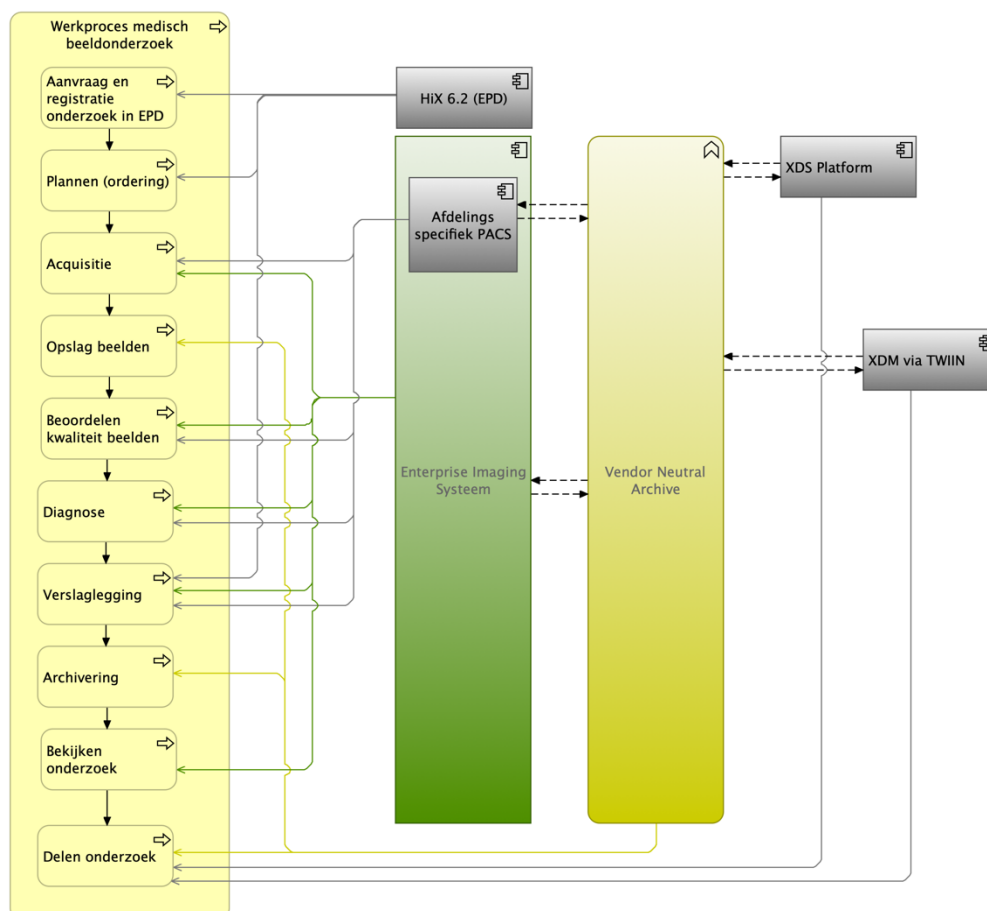 Werkproces medisch
beeldonderzoek
Aanvraag en
registratie
onderzoek in EPD
Plannen (ordering)
Acquisitie
Opslag beelden
Beoordelen
kwaliteit beelden
Diagnose
Verslaglegging
Archivering
Bekijken
onderzoek
Delen onderzoek
HiX 6.2 (EPD)
Afdelings
specifiek PACS
Enterprise Imaging
Systeem
Vendor Neutral
Archive
XDS Platform
XDM via TWIIN